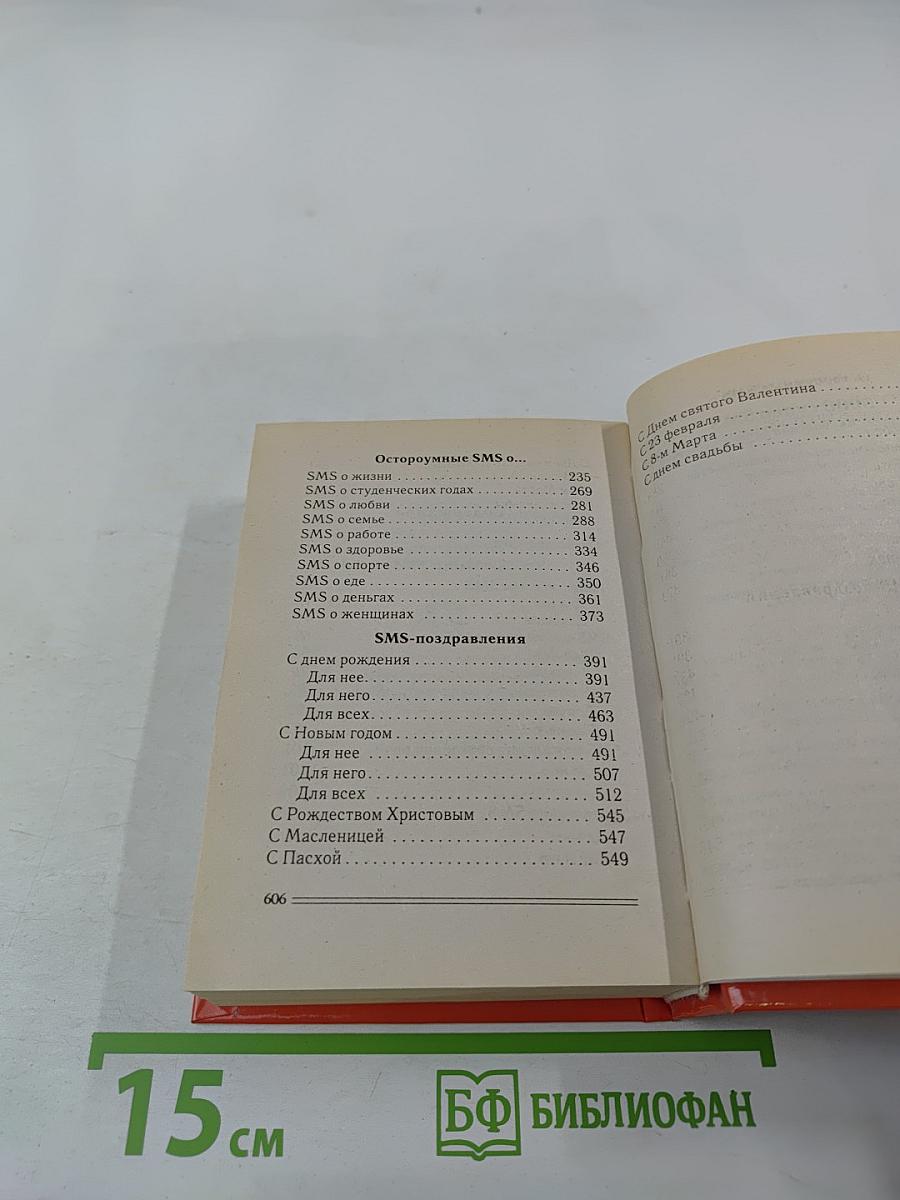 Остороумные SMS о...
SMS о жизни ........................ 235
SMS о студенческих годах ............ 269
SMS о любви ........................ 281
SMS о семье ......................... 288
SMS о работе ........................ 314
SMS о здоровье ...................... 334
SMS о спорте ........................ 346
SMS о еде ........................... 350
SMS о деньгах ....................... 361
SMS о женщинах ..................... 373
SMS-поздравления
С днем рождения ..................... 391
Для нее ............................. 391
Для него ............................ 437
Для всех ............................ 463
С Новым годом ....................... 491
Для нее ............................. 491
Для него ............................ 507
Для всех ............................ 512
С Рождеством Христовым ............. 545
С Масленицей ........................ 547
С Пасхой ............................ 549
606
С Днем святого Валентина .........
С 23 февраля ....................
С 8-м Марта .....................
С днем свадьбы ..................
15 см
БФ БИБЛИОФАН